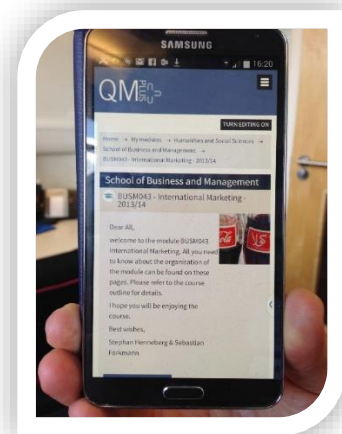 SAMSUNG
16:20
QM PLUS
TURN EDITING ON
Home → My modules → Humanities and Social Sciences →
School of Business and Management →
BUSM043 - International Marketing - 2013/14
School of Business and Management
BUSM043 - International Marketing -
2013/14
Dear All,
welcome to the module BUSM043
International Marketing. All you need
to know about the organisation of
the module can be found on these
pages. Please refer to the course
outline for details.
I hope you will be enjoying the
course.
Best wishes,
Stephan Henneberg & Sebastian
Forkmann